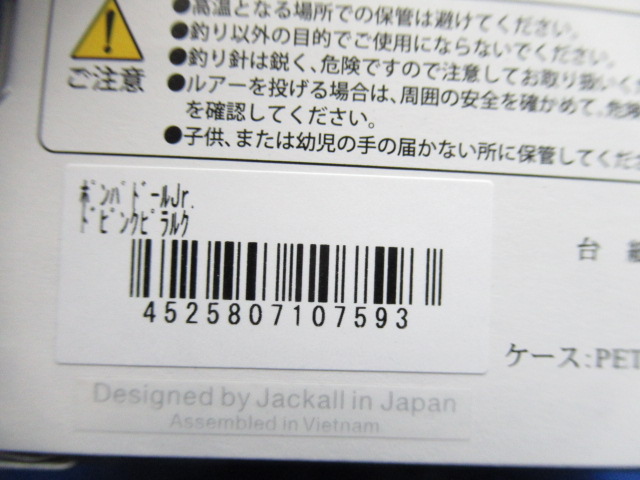 ●高温となる場所での保管は避けてください。
●釣り以外の目的でご使用にならないでください。
●釣り針は鋭く、危険ですので注意してお取り扱いくだ
●ルアーを投げる場合は、周囲の安全を確かめて、危険
を確認してください。
●子供、または幼児の手の届かない所に保管してくださ
ご注意
ﾎﾟﾝﾊﾟﾄﾞｰﾙJr.
ﾄﾞﾋﾟﾝｸﾋﾟﾗﾙｸ
4525807107593
台
ケース:PET
Designed by Jackall in Japan
Assembled in Vietnam.